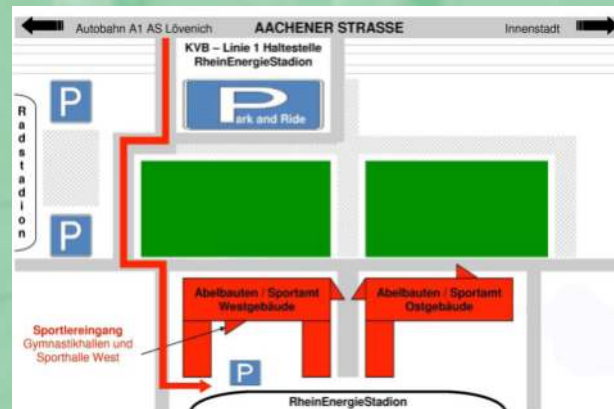 Autobahn A1 AS Lövenich
AACHENER STRASSE
Innenstadt
KVB – Linie 1 Haltestelle
RheinEnergieStadion
P
Park and Ride
Radstadion
P
Abelbauten / Sportamt
Westgebäude
Abelbauten / Sportamt
Ostgebäude
Sportlereingang
Gymnastikhallen und
Sporthalle West
P
RheinEnergieStadion